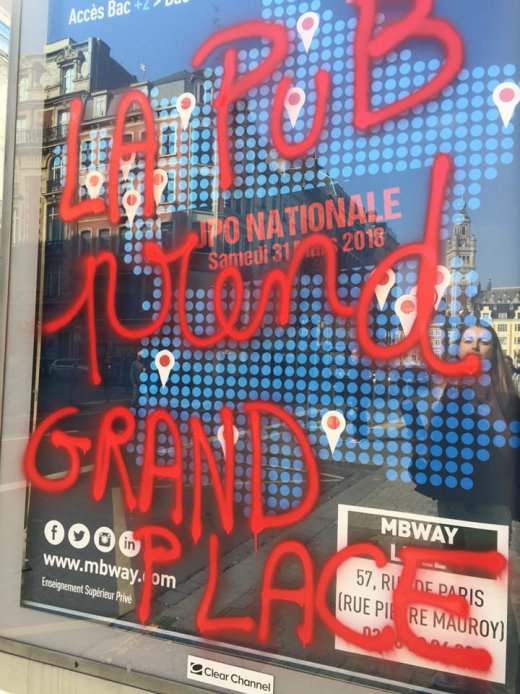 Accès Bac +2 >
LA PUB
prend
GRAND
PLACE
JPO NATIONALE
Samedi 31 Mars 2018
www.mbway.com
Enseignement Supérieur Privé
MBWAY
57, RUE DE PARIS
(RUE PIERRE MAUROY)
Clear Channel